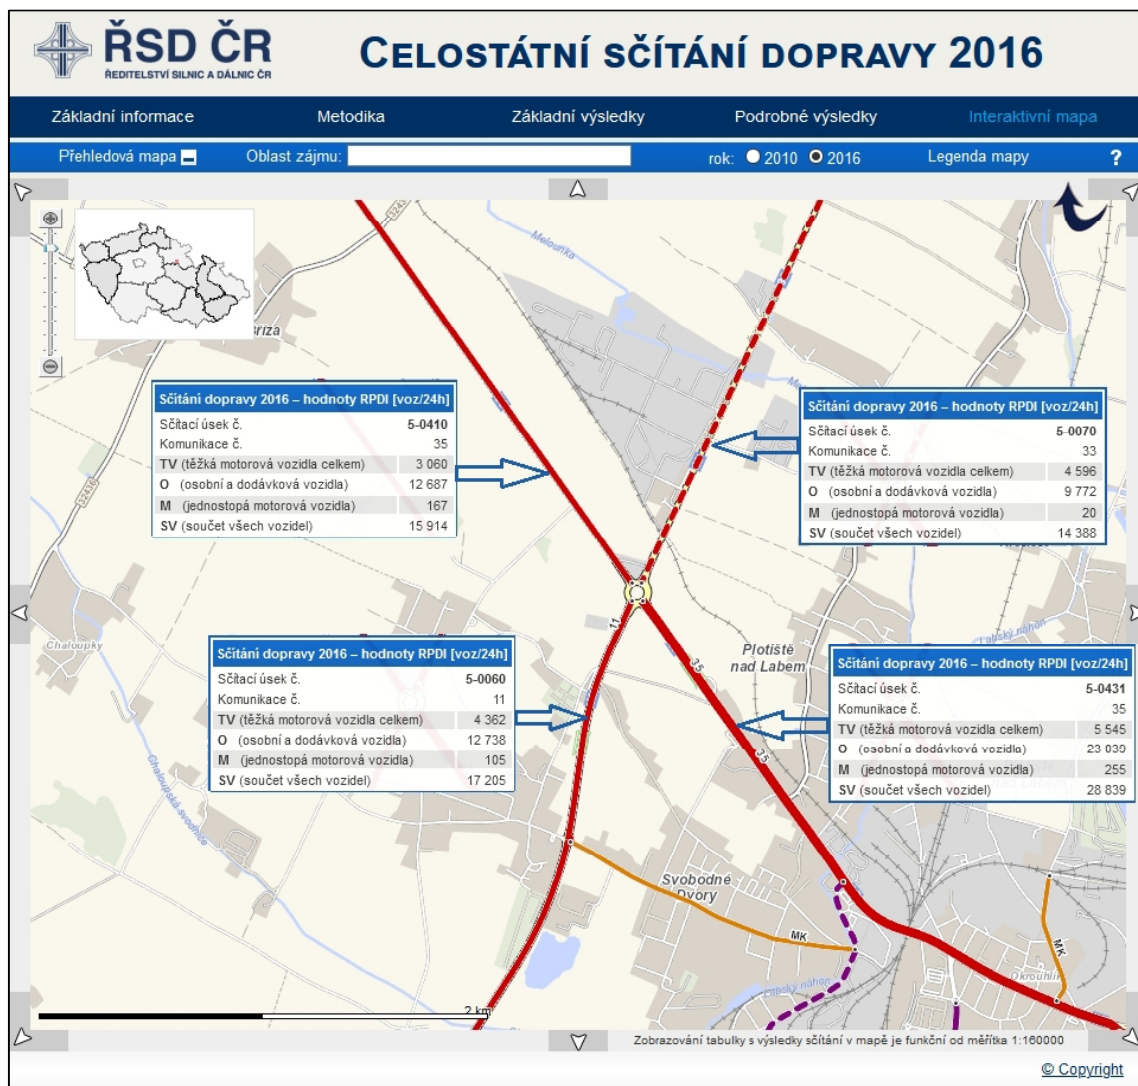 ŘSD ČR
ŘEDITELSTVÍ SILNIC A DÁLNIC ČR
CELOSTÁTNÍ SČÍTÁNÍ DOPRAVY 2016
Základní informace Metodika Základní výsledky Podrobné výsledky Interaktivní mapa
Přehledová mapa Oblast zájmu: rok: 2010 2016 Legenda mapy ?
Melounka
bříza
32436
Sčítání dopravy 2016 – hodnoty RPDI [voz/24h]
Sčítací úsek č. 5-0410
Komunikace č. 35
TV (těžká motorová vozidla celkem) 3 060
O (osobní a dodávková vozidla) 12 687
M (jednostopá motorová vozidla) 167
SV (součet všech vozidel) 15 914
Sčítání dopravy 2016 – hodnoty RPDI [voz/24h]
Sčítací úsek č. 5-0070
Komunikace č. 33
TV (těžká motorová vozidla celkem) 4 596
O (osobní a dodávková vozidla) 9 772
M (jednostopá motorová vozidla) 20
SV (součet všech vozidel) 14 388
11
35
Chaloupky
Labský náhon
Plotiště
nad Labem
Sčítání dopravy 2016 – hodnoty RPDI [voz/24h]
Sčítací úsek č. 5-0060
Komunikace č. 11
TV (těžká motorová vozidla celkem) 4 362
O (osobní a dodávková vozidla) 12 738
M (jednostopá motorová vozidla) 105
SV (součet všech vozidel) 17 205
Sčítání dopravy 2016 – hodnoty RPDI [voz/24h]
Sčítací úsek č. 5-0431
Komunikace č. 35
TV (těžká motorová vozidla celkem) 5 545
O (osobní a dodávková vozidla) 23 039
M (jednostopá motorová vozidla) 255
SV (součet všech vozidel) 28 839
35
Chaloupská svodnice
Svobodné
Dvory
MK
MK
Labský náhon
Okrouhlík
2 km
Zobrazování tabulky s výsledky sčítání v mapě je funkční od měřítka 1:160000
© Copyright